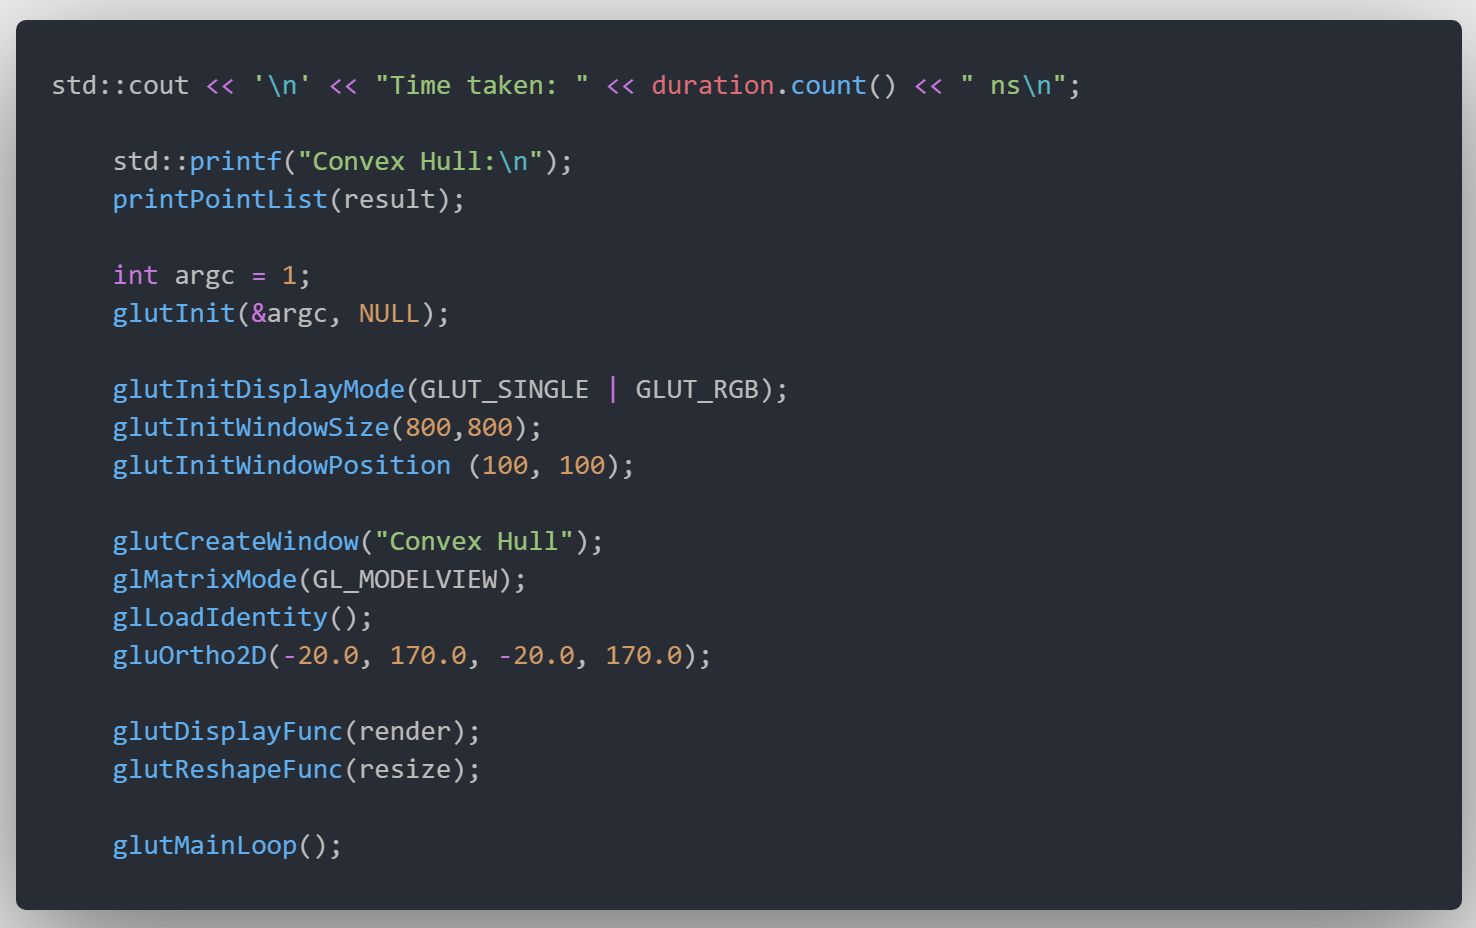 std::cout << '\n' << "Time taken: " << duration.count() << " ns\n";
std::printf("Convex Hull:\n");
printPointList(result);
int argc = 1;
glutInit(&argc, NULL);
glutInitDisplayMode(GLUT_SINGLE | GLUT_RGB);
glutInitWindowSize(800,800);
glutInitWindowPosition (100, 100);
glutCreateWindow("Convex Hull");
glMatrixMode(GL_MODELVIEW);
glLoadIdentity();
gluOrtho2D(-20.0, 170.0, -20.0, 170.0);
glutDisplayFunc(render);
glutReshapeFunc(resize);
glutMainLoop();